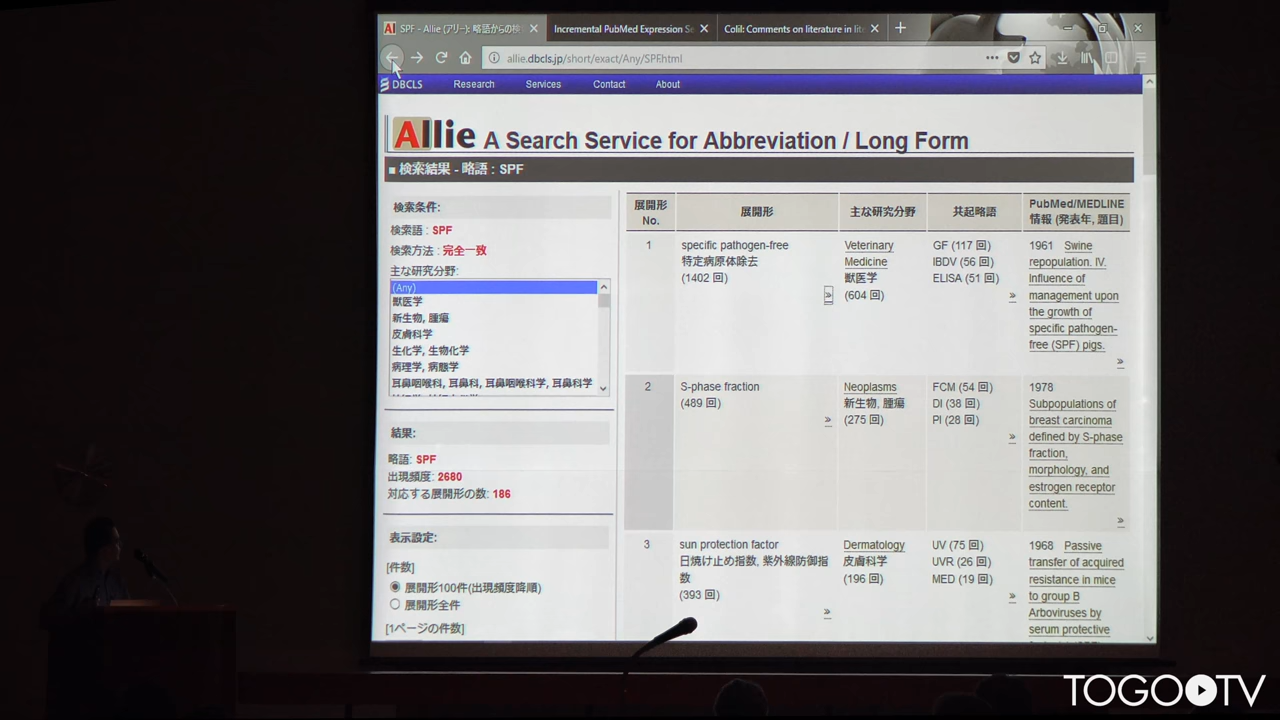 SPF - Allie (アリー): 略語からの検
Incremental PubMed Expression Se
Colil: Comments on literature in lite
allie.dbcls.jp/short/exact/Any/SPF.html
DBCLS Research Services Contact About
Allie A Search Service for Abbreviation / Long Form
■ 検索結果 - 略語 : SPF
検索条件:
検索語 : SPF
検索方法 : 完全一致
主な研究分野:
(Any)
獣医学
新生物, 腫瘍
皮膚科学
生化学, 生物化学
病理学, 病態学
耳鼻咽喉科, 耳鼻科, 耳鼻咽喉科学, 耳鼻科学
結果:
略語: SPF
出現頻度: 2680
対応する展開形の数: 186
表示設定:
[件数]
展開形100件(出現頻度降順)
展開形全件
[1ページの件数]
展開形
No.
展開形
主な研究分野
共起略語
PubMed/MEDLINE
情報 (発表年, 題目)
1
specific pathogen-free
特定病原体除去
(1402 回)
»
Veterinary
Medicine
獣医学
(604 回)
GF (117 回)
IBDV (56 回)
ELISA (51 回)
»
1961 Swine
repopulation. IV.
Influence of
management upon
the growth of
specific pathogen-
free (SPF) pigs.
»
2
S-phase fraction
(489 回)
»
Neoplasms
新生物, 腫瘍
(275 回)
FCM (54 回)
DI (38 回)
PI (28 回)
»
1978
Subpopulations of
breast carcinoma
defined by S-phase
fraction,
morphology, and
estrogen receptor
content.
»
3
sun protection factor
日焼け止め指数, 紫外線防御指
数
(393 回)
»
Dermatology
皮膚科学
(196 回)
UV (75 回)
UVR (26 回)
MED (19 回)
»
1968 Passive
transfer of acquired
resistance in mice
to group B
Arboviruses by
serum protective
TOGOTV